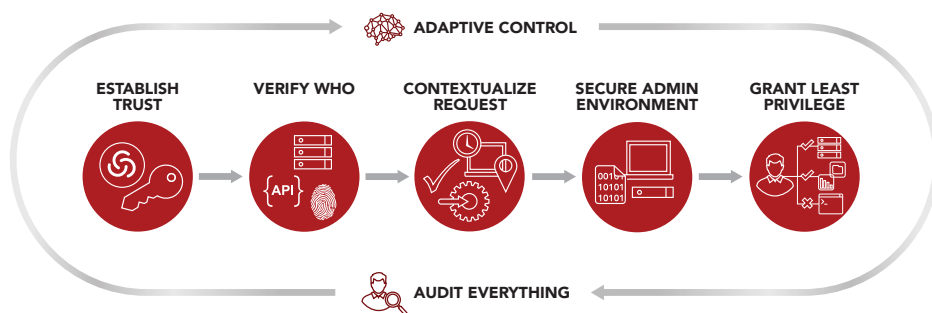 ADAPTIVE CONTROL
ESTABLISH
TRUST
VERIFY WHO
CONTEXTUALIZE
REQUEST
SECURE ADMIN
ENVIRONMENT
GRANT LEAST
PRIVILEGE
{API}
001
10101
10101
>_
AUDIT EVERYTHING